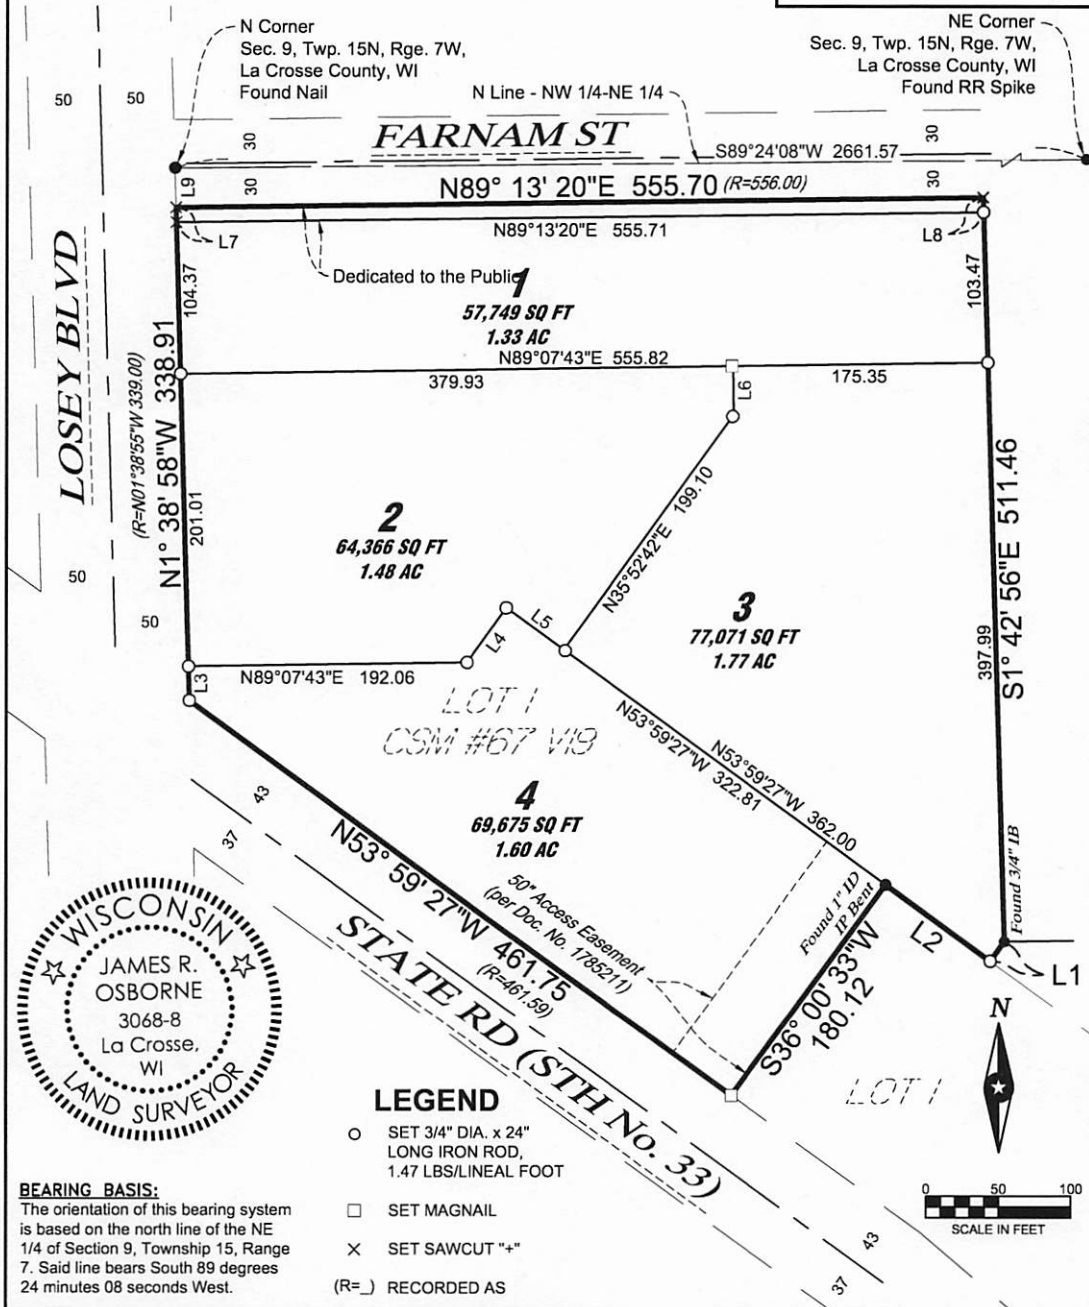 N Corner
Sec. 9, Twp. 15N, Rge. 7W,
La Crosse County, WI
Found Nail
NE Corner
Sec. 9, Twp. 15N, Rge. 7W,
La Crosse County, WI
Found RR Spike
N Line - NW 1/4-NE 1/4
50
50
30
30
FARNAM ST
S89°24'08"W 2661.57
30
30
L9
N89° 13' 20"E 555.70 (R=556.00)
N89°13'20"E 555.71
L7
L8
Dedicated to the Public
1
57,749 SQ FT
1.33 AC
104.37
103.47
N89°07'43"E 555.82
379.93
175.35
L6
LOSEY BLVD
(R=N01°38'55"W 339.00)
N1° 38' 58"W 338.91
201.01
50
50
2
64,366 SQ FT
1.48 AC
N35°52'42"E 199.10
3
77,071 SQ FT
1.77 AC
S1° 42' 56"E 511.46
397.99
L5
L4
L3
N89°07'43"E 192.06
LOT 1
CSM #67 V19
N53°59'27"W 322.81
N53°59'27"W 362.00
4
69,675 SQ FT
1.60 AC
43
37
N53° 59' 27"W 461.75
(R=461.59)
50" Access Easement
(per Doc. No. 1785211)
Found 1" ID
IP Bent
Found 3/4" IB
L2
L1
S36° 00' 33"W
180.12
STATE RD (STH No. 33)
LOT 1
N
43
37
WISCONSIN
JAMES R.
OSBORNE
3068-8
La Crosse,
WI
LAND SURVEYOR
LEGEND
SET 3/4" DIA. x 24"
LONG IRON ROD,
1.47 LBS/LINEAL FOOT
SET MAGNAIL
SET SAWCUT "+"
(R=_) RECORDED AS
BEARING BASIS:
The orientation of this bearing system
is based on the north line of the NE
1/4 of Section 9, Township 15, Range
7. Said line bears South 89 degrees
24 minutes 08 seconds West.
0 50 100
SCALE IN FEET